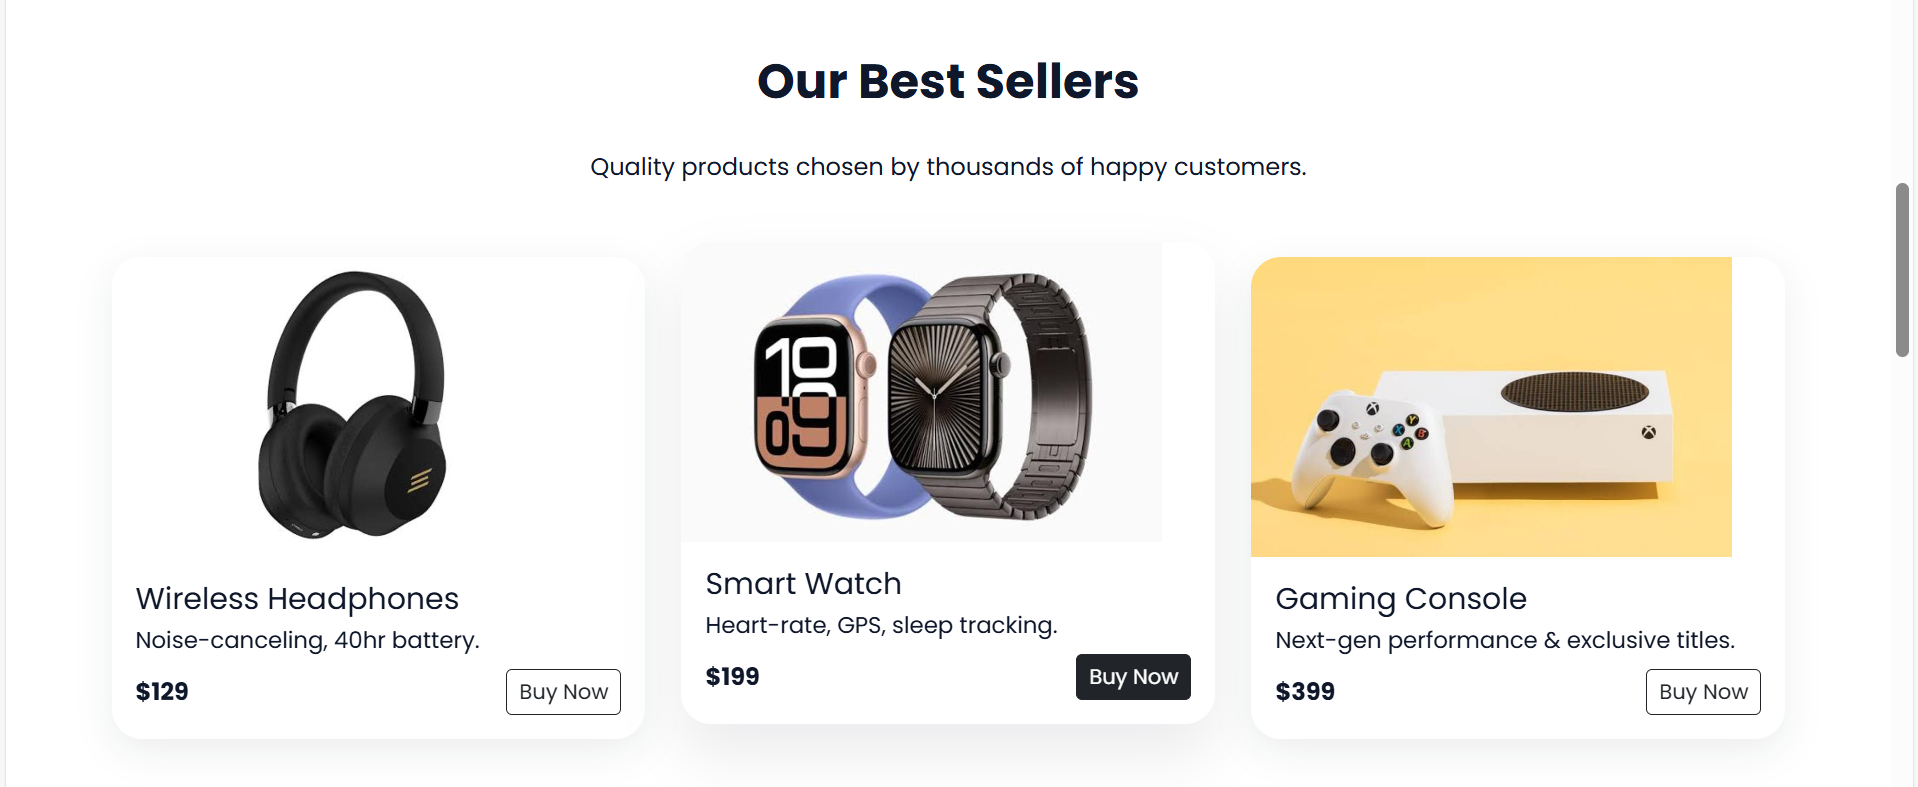 Our Best Sellers
Quality products chosen by thousands of happy customers.
10
09
Y
X
B
A
Wireless Headphones
Noise-canceling, 40hr battery.
$129
Buy Now
Smart Watch
Heart-rate, GPS, sleep tracking.
$199
Buy Now
Gaming Console
Next-gen performance & exclusive titles.
$399
Buy Now